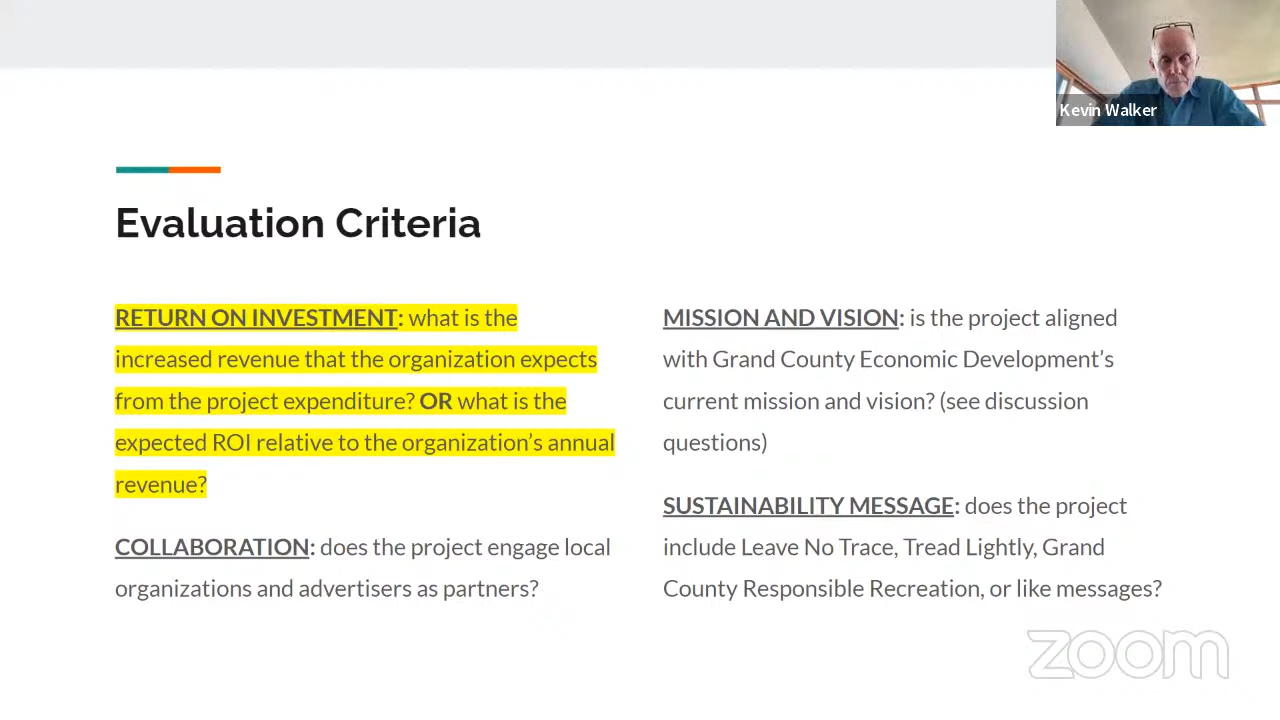 Kevin Walker
Evaluation Criteria
RETURN ON INVESTMENT: what is the
increased revenue that the organization expects
from the project expenditure? OR what is the
expected ROI relative to the organization’s annual
revenue?
COLLABORATION: does the project engage local
organizations and advertisers as partners?
MISSION AND VISION: is the project aligned
with Grand County Economic Development’s
current mission and vision? (see discussion
questions)
SUSTAINABILITY MESSAGE: does the project
include Leave No Trace, Tread Lightly, Grand
County Responsible Recreation, or like messages?
zoom